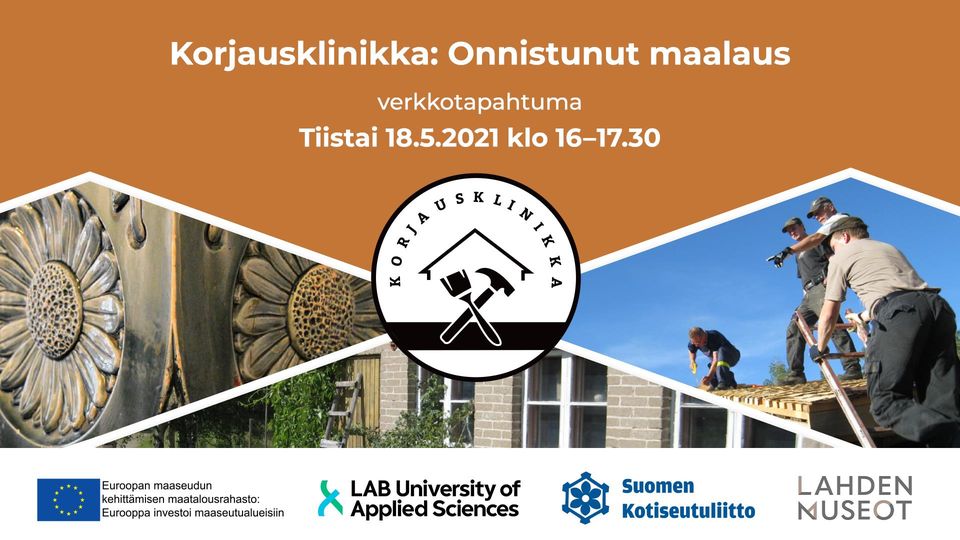 Korjausklinikka: Onnistunut maalaus
verkkotapahtuma
Tiistai 18.5.2021 klo 16–17.30
KORJAUSKLINIKKA
Euroopan maaseudun
kehittämisen maatalousrahasto:
Eurooppa investoi maaseutualueisiin
LAB University of
Applied Sciences
Suomen
Kotiseutuliitto
LAHDEN
MUSEOT